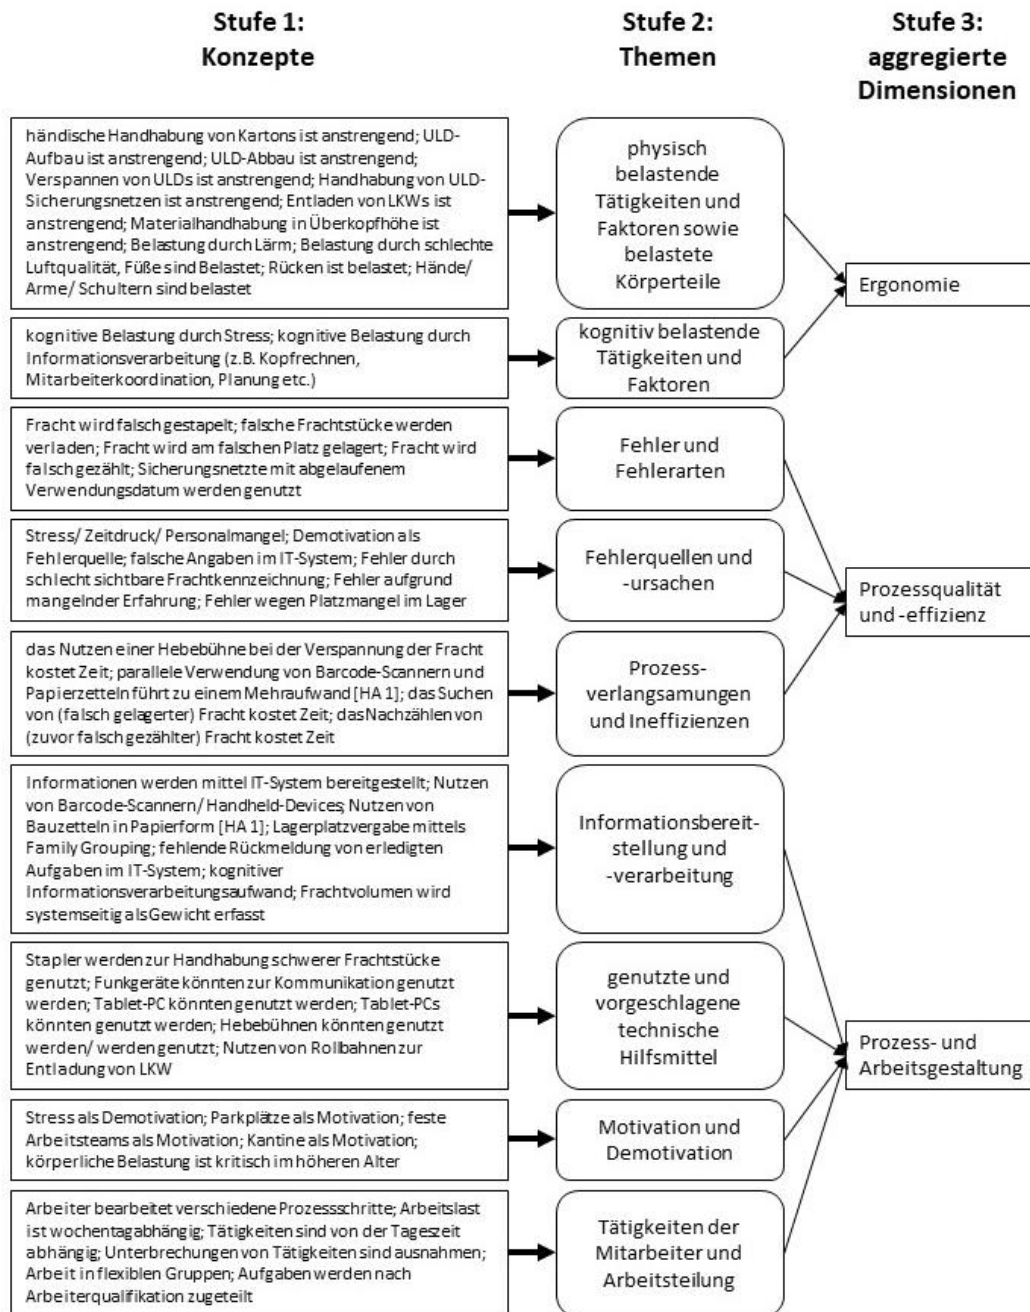 Stufe 1:
Konzepte
Stufe 2:
Themen
Stufe 3:
aggregierte
Dimensionen
händische Handhabung von Kartons ist anstrengend; ULD-
Aufbau ist anstrengend; ULD-Abbau ist anstrengend;
Verspannen von ULDs ist anstrengend; Handhabung von ULD-
Sicherungsnetzen ist anstrengend; Entladen von LKWs ist
anstrengend; Materialhandhabung in Überkopfhöhe ist
anstrengend; Belastung durch Lärm; Belastung durch schlechte
Luftqualität, Füße sind Belastet; Rücken ist belastet; Hände/
Arme/ Schultern sind belastet
physisch
belastende
Tätigkeiten und
Faktoren sowie
belastete
Körperteile
Ergonomie
kognitive Belastung durch Stress; kognitive Belastung durch
Informationsverarbeitung (z.B. Kopfrechnen,
Mitarbeiterkoordination, Planung etc.)
kognitiv belastende
Tätigkeiten und
Faktoren
Fracht wird falsch gestapelt; falsche Frachtstücke werden
verladen; Fracht wird am falschen Platz gelagert; Fracht wird
falsch gezählt; Sicherungsnetzte mit abgelaufenem
Verwendungsdatum werden genutzt
Fehler und
Fehlerarten
Stress/ Zeitdruck/ Personalmangel; Demotivation als
Fehlerquelle; falsche Angaben im IT-System; Fehler durch
schlecht sichtbare Frachtkennzeichnung; Fehler aufgrund
mangelnder Erfahrung; Fehler wegen Platzmangel im Lager
Fehlerquellen und
-ursachen
Prozessqualität
und -effizienz
das Nutzen einer Hebebühne bei der Verspannung der Fracht
kostet Zeit; parallele Verwendung von Barcode-Scannern und
Papierzetteln führt zu einem Mehraufwand [HA 1]; das Suchen
von (falsch gelagerter) Fracht kostet Zeit; das Nachzählen von
(zuvor falsch gezählter) Fracht kostet Zeit
Prozess-
verlangsamungen
und Ineffizienzen
Informationen werden mittel IT-System bereitgestellt; Nutzen
von Barcode-Scannern/ Handheld-Devices; Nutzen von
Bauzetteln in Papierform [HA 1]; Lagerplatzvergabe mittels
Family Grouping; fehlende Rückmeldung von erledigten
Aufgaben im IT-System; kognitiver
Informationsverarbeitungsaufwand; Frachtvolumen wird
systemseitig als Gewicht erfasst
Informationsbereit-
stellung und
-verarbeitung
Stapler werden zur Handhabung schwerer Frachtstücke
genutzt; Funkgeräte könnten zur Kommunikation genutzt
werden; Tablet-PC könnten genutzt werden; Tablet-PCs
könnten genutzt werden; Hebebühnen könnten genutzt
werden/ werden genutzt; Nutzen von Rollbahnen zur
Entladung von LKW
genutzte und
vorgeschlagene
technische
Hilfsmittel
Prozess- und
Arbeitsgestaltung
Stress als Demotivation; Parkplätze als Motivation; feste
Arbeitsteams als Motivation; Kantine als Motivation;
körperliche Belastung ist kritisch im höheren Alter
Motivation und
Demotivation
Arbeiter bearbeitet verschiedene Prozessschritte; Arbeitslast
ist wochentagabhängig; Tätigkeiten sind von der Tageszeit
abhängig; Unterbrechungen von Tätigkeiten sind ausnahmen;
Arbeit in flexiblen Gruppen; Aufgaben werden nach
Arbeiterqualifikation zugeteilt
Tätigkeiten der
Mitarbeiter und
Arbeitsteilung